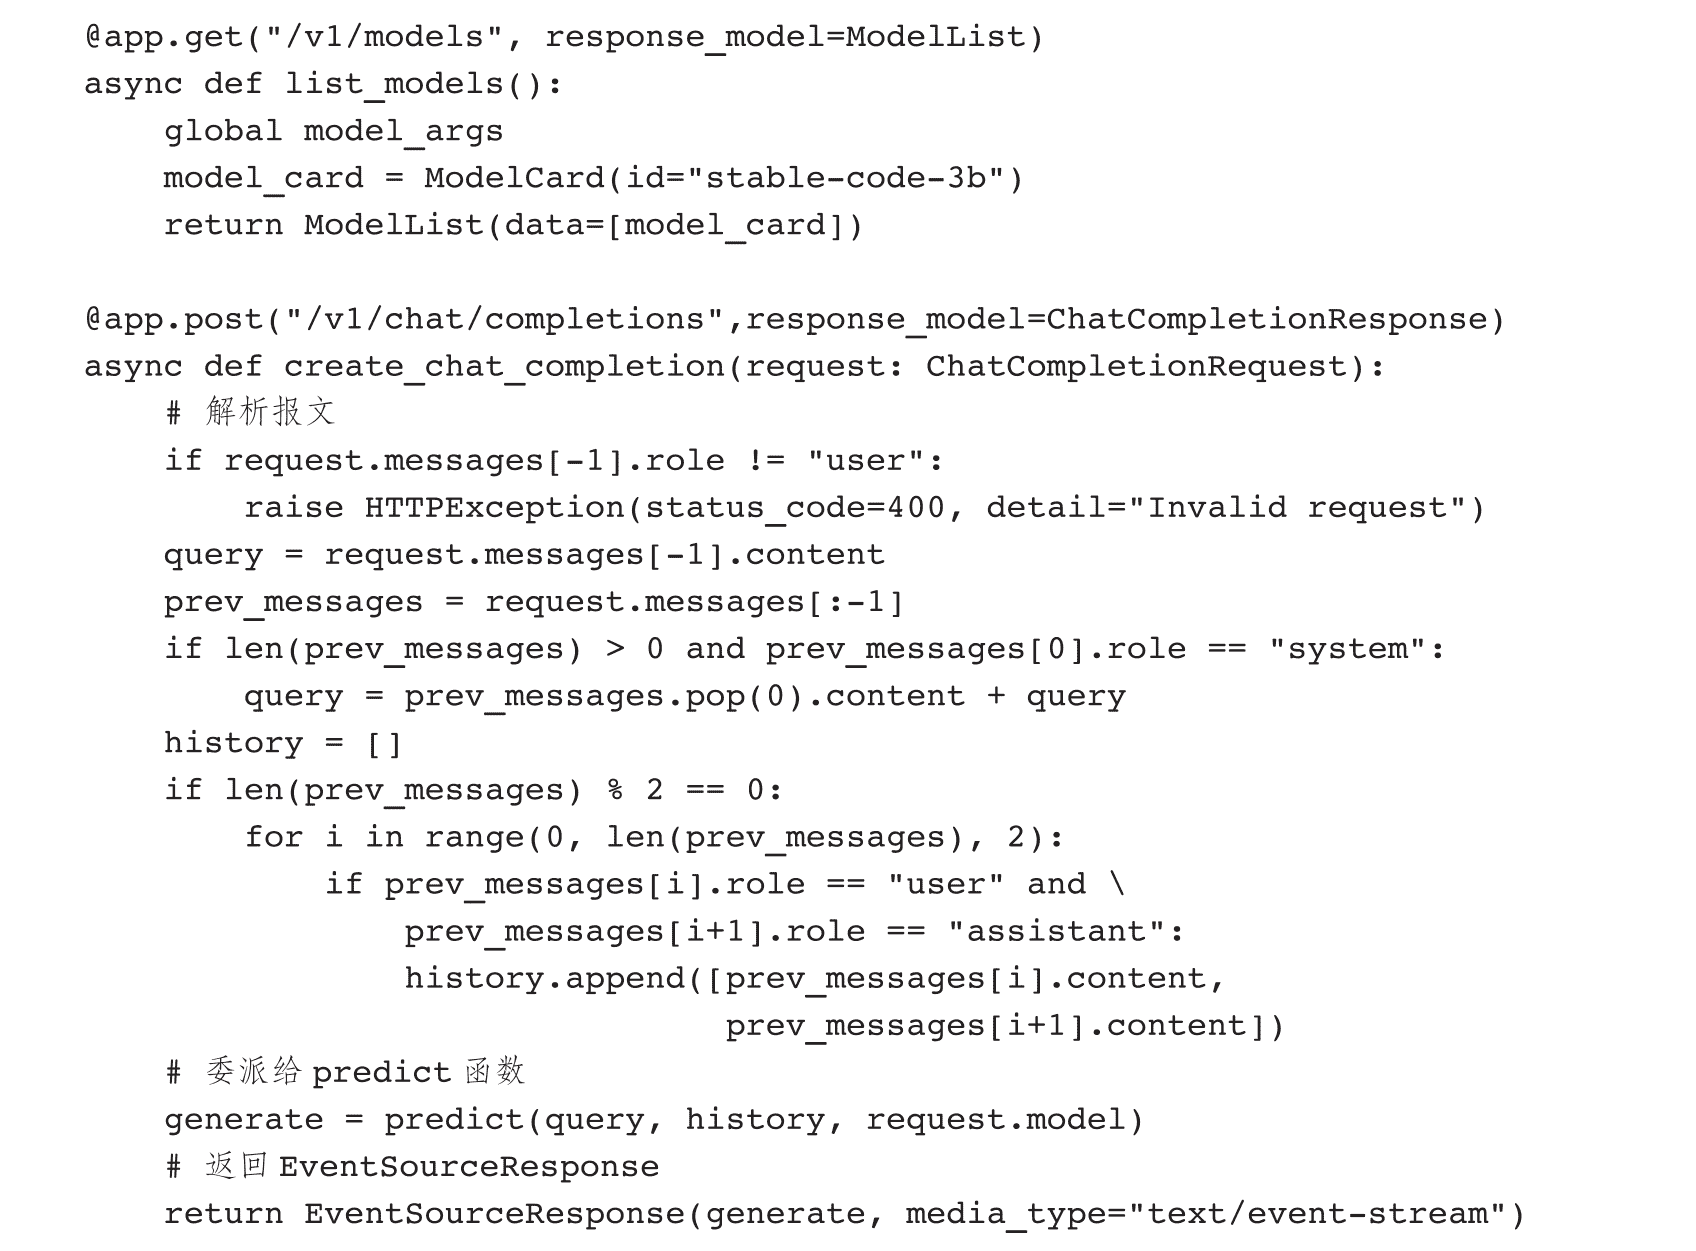 @app.get("/v1/models", response_model=ModelList)
async def list_models():
    global model_args
    model_card = ModelCard(id="stable-code-3b")
    return ModelList(data=[model_card])

@app.post("/v1/chat/completions",response_model=ChatCompletionResponse)
async def create_chat_completion(request: ChatCompletionRequest):
    # 解析报文
    if request.messages[-1].role != "user":
        raise HTTPException(status_code=400, detail="Invalid request")
    query = request.messages[-1].content
    prev_messages = request.messages[:-1]
    if len(prev_messages) > 0 and prev_messages[0].role == "system":
        query = prev_messages.pop(0).content + query
    history = []
    if len(prev_messages) % 2 == 0:
        for i in range(0, len(prev_messages), 2):
            if prev_messages[i].role == "user" and \
                prev_messages[i+1].role == "assistant":
                history.append([prev_messages[i].content,
                                prev_messages[i+1].content])
    # 委派给 predict 函数
    generate = predict(query, history, request.model)
    # 返回 EventSourceResponse
    return EventSourceResponse(generate, media_type="text/event-stream")